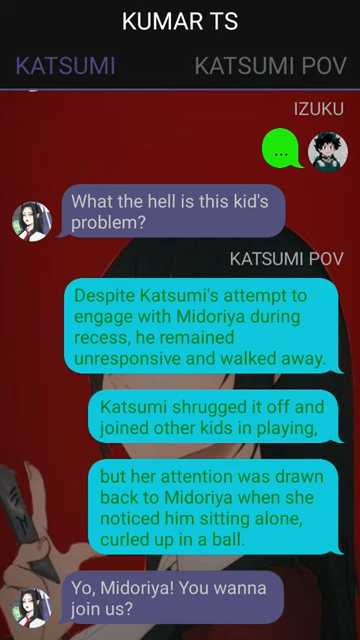 KUMAR TS
KATSUMI
KATSUMI POV
IZUKU
...
What the hell is this kid's
problem?
KATSUMI POV
Despite Katsumi's attempt to
engage with Midoriya during
recess, he remained
unresponsive and walked away.
Katsumi shrugged it off and
joined other kids in playing,
but her attention was drawn
back to Midoriya when she
noticed him sitting alone,
curled up in a ball.
Yo, Midoriya! You wanna
join us?